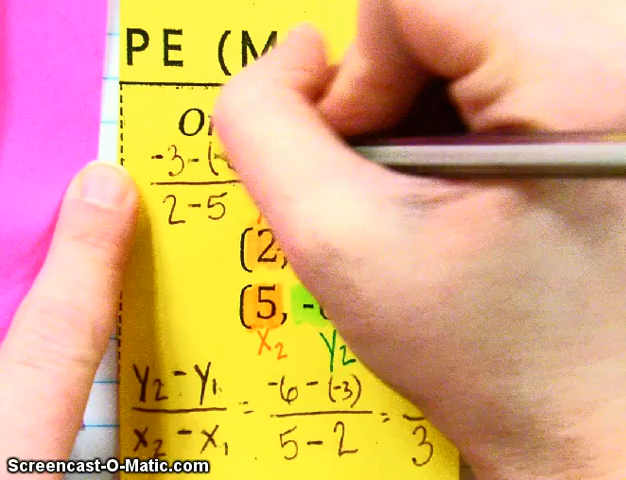 PE (M
-3 - (-
2 - 5
(2,
(5, -
x₂ y₂
y₂ - y₁ / x₂ - x₁ = -6 - (-3) / 5 - 2 = / 3
Screencast-O-Matic.com